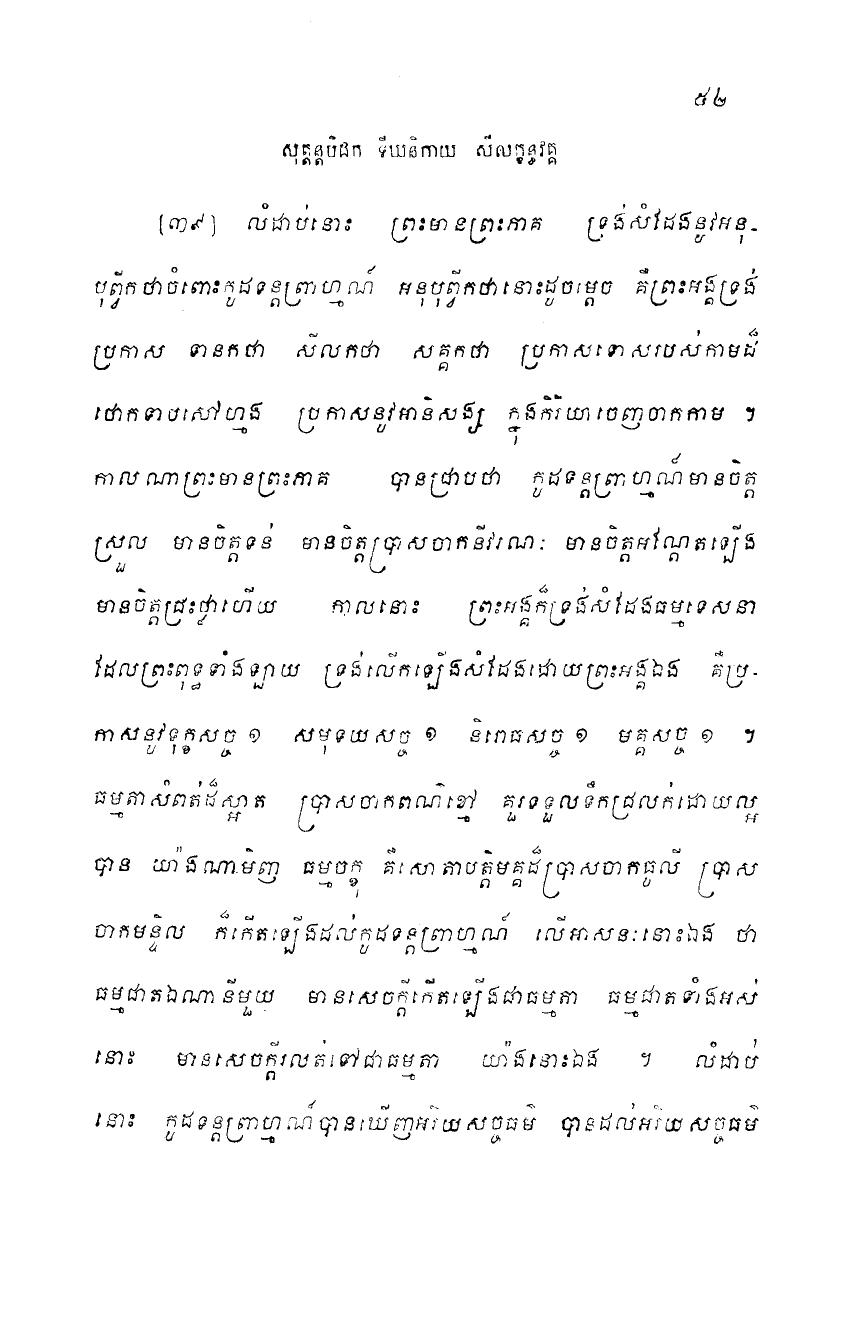 ៥២
សុត្តន្តបិដក ទីឃនិកាយ សីលក្ខន្ធវគ្គ
[៣៩] លំដាប់នោះ ព្រះមានព្រះភាគ ទ្រង់សំដែងនូវអនុ-
បុព្វីកថាចំពោះកូដទន្តព្រាហ្មណ៍ អនុបុព្វីកថានោះដូចម្តេច គឺព្រះអង្គទ្រង់
ប្រកាស ទានកថា សីលកថា សគ្គកថា ប្រកាសទោសរបស់កាមដ៏
ថោកទាបសៅហ្មង ប្រកាសនូវអានិសង្ស ក្នុងកិរិយាចេញចាកកាម ។
កាលណាព្រះមានព្រះភាគ បានជ្រាបថា កូដទន្តព្រាហ្មណ៍មានចិត្ត
ស្រួល មានចិត្តទន់ មានចិត្តប្រាសចាកនីវរណៈ មានចិត្តអណ្តែតឡើង
មានចិត្តជ្រះថ្លាហើយ កាលនោះ ព្រះអង្គក៏ទ្រង់សំដែងធម្មទេសនា
ដែលព្រះពុទ្ធទាំងឡាយ ទ្រង់លើកឡើងសំដែងដោយព្រះអង្គឯង គឺប្រ-
កាសនូវទុក្ខសច្ច ១ សមុទយសច្ច ១ និរោធសច្ច ១ មគ្គសច្ច ១ ។
ធម្មតាសំពត់ដ៏ស្អាត ប្រាសចាកពណ៌ខ្មៅ គួរទទួលទឹកជ្រលក់ដោយល្អ
បាន យ៉ាងណាមិញ ធម្មចក្ខុ គឺសោតាបត្តិមគ្គដ៏ប្រាសចាកធូលី ប្រាស
ចាកមន្ទិល ក៏កើតឡើងដល់កូដទន្តព្រាហ្មណ៍ លើអាសនៈនោះឯង ថា
ធម្មជាតឯណានីមួយ មានសេចក្តីកើតឡើងជាធម្មតា ធម្មជាតទាំងអស់
នោះ មានសេចក្តីរលត់ទៅជាធម្មតា យ៉ាងនោះឯង ។ លំដាប់
នោះ កូដទន្តព្រាហ្មណ៍បានឃើញអរិយសច្ចធម៌ បានដល់អរិយសច្ចធម៌